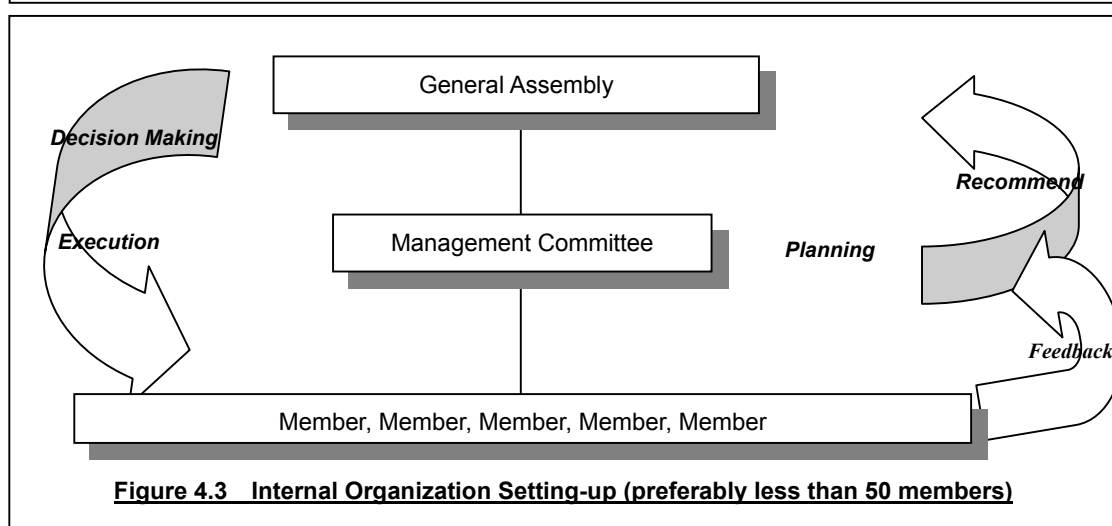 General Assembly
Decision Making
Recommend
Execution
Management Committee
Planning
Feedback
Member, Member, Member, Member, Member
Figure 4.3 Internal Organization Setting-up (preferably less than 50 members)